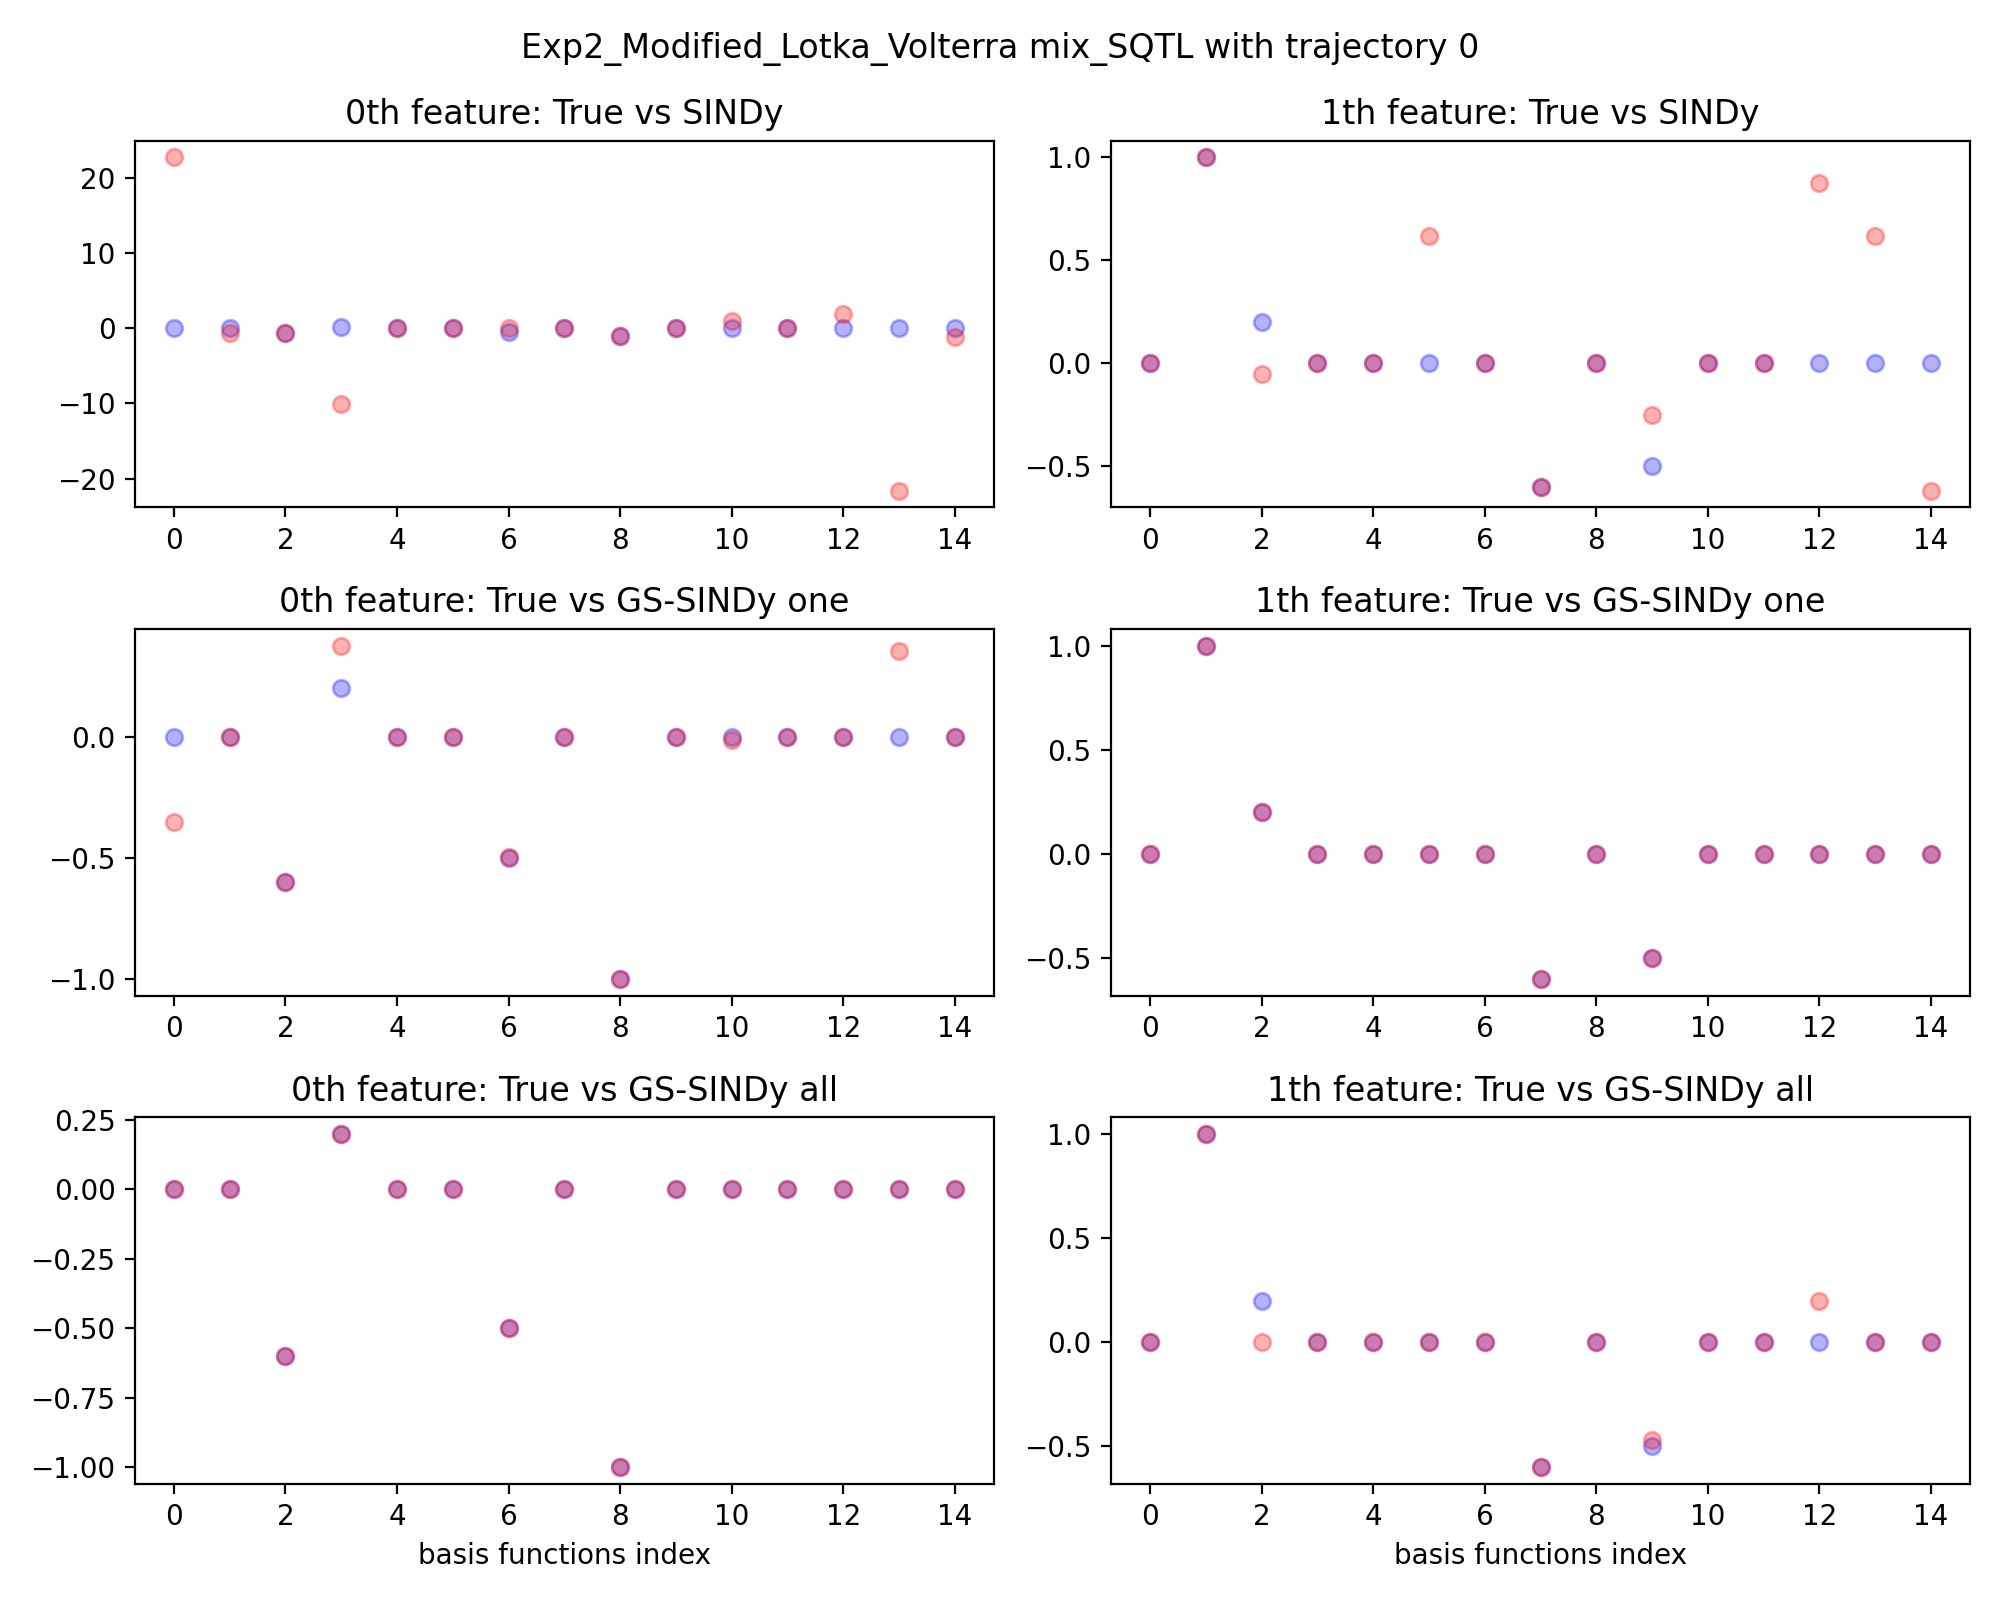 Exp2_Modified_Lotka_Volterra mix_SQTL with trajectory 0
0th feature: True vs SINDy
20
10
0
−10
−20
0 2 4 6 8 10 12 14
1th feature: True vs SINDy
1.0
0.5
0.0
−0.5
0 2 4 6 8 10 12 14
0th feature: True vs GS-SINDy one
0.0
−0.5
−1.0
0 2 4 6 8 10 12 14
1th feature: True vs GS-SINDy one
1.0
0.5
0.0
−0.5
0 2 4 6 8 10 12 14
0th feature: True vs GS-SINDy all
0.25
0.00
−0.25
−0.50
−0.75
−1.00
0 2 4 6 8 10 12 14
basis functions index
1th feature: True vs GS-SINDy all
1.0
0.5
0.0
−0.5
0 2 4 6 8 10 12 14
basis functions index